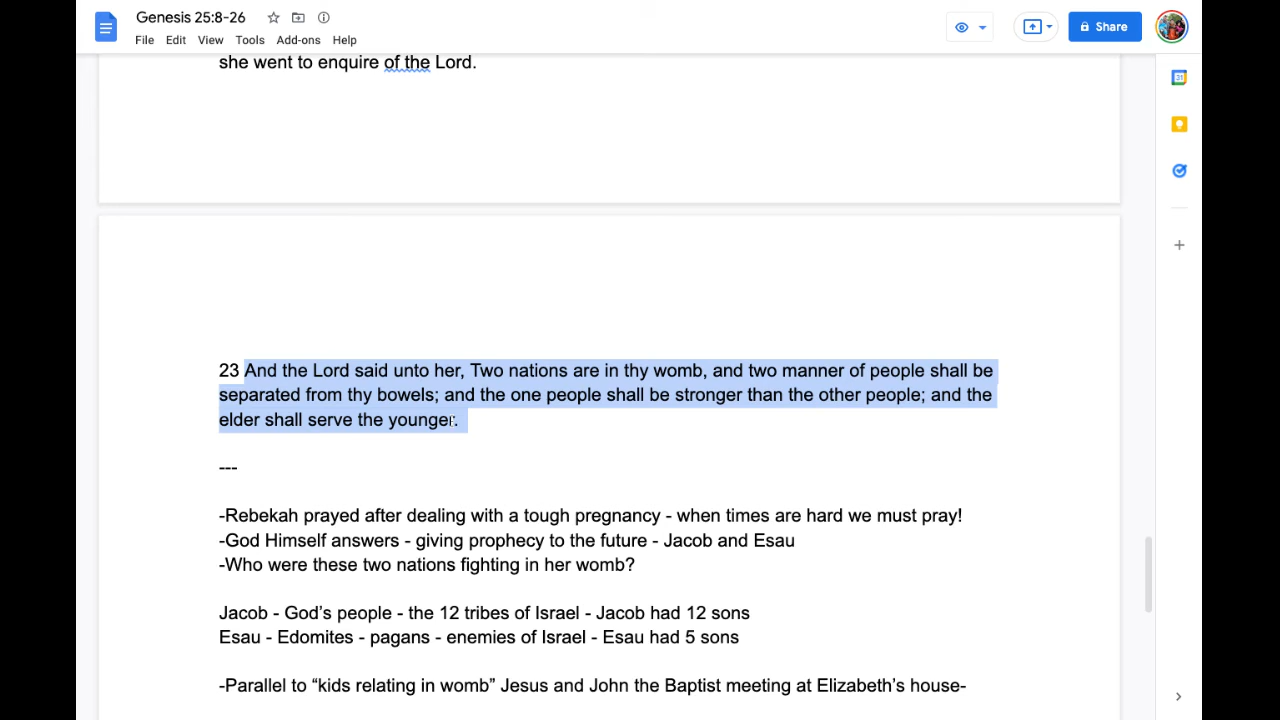 Genesis 25:8-26
File Edit View Tools Add-ons Help
Share
she went to enquire of the Lord.
31
23 And the Lord said unto her, Two nations are in thy womb, and two manner of people shall be
separated from thy bowels; and the one people shall be stronger than the other people; and the
elder shall serve the younger.
---
-Rebekah prayed after dealing with a tough pregnancy - when times are hard we must pray!
-God Himself answers - giving prophecy to the future - Jacob and Esau
-Who were these two nations fighting in her womb?
Jacob - God’s people - the 12 tribes of Israel - Jacob had 12 sons
Esau - Edomites - pagans - enemies of Israel - Esau had 5 sons
-Parallel to “kids relating in womb” Jesus and John the Baptist meeting at Elizabeth’s house-